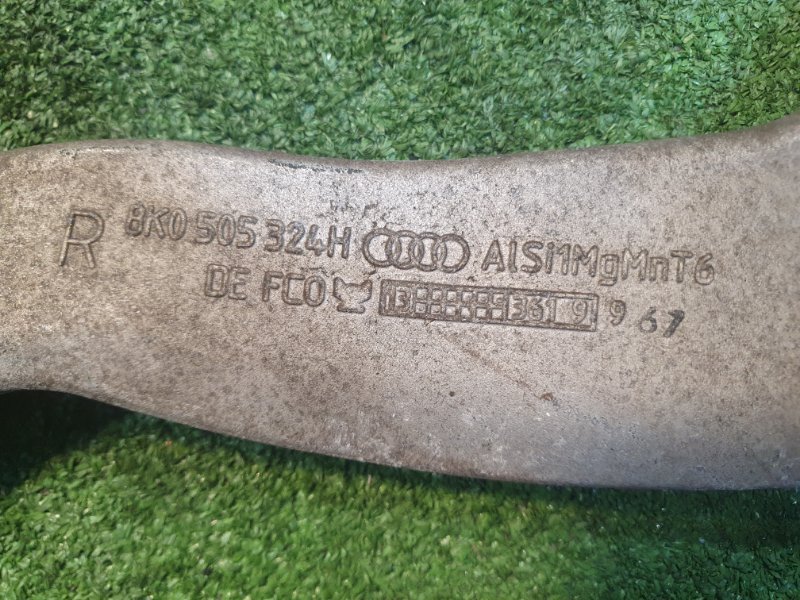 R 8K0 505 324H AlSi1MgMnT6
DE FCO 13 361 9 9 67